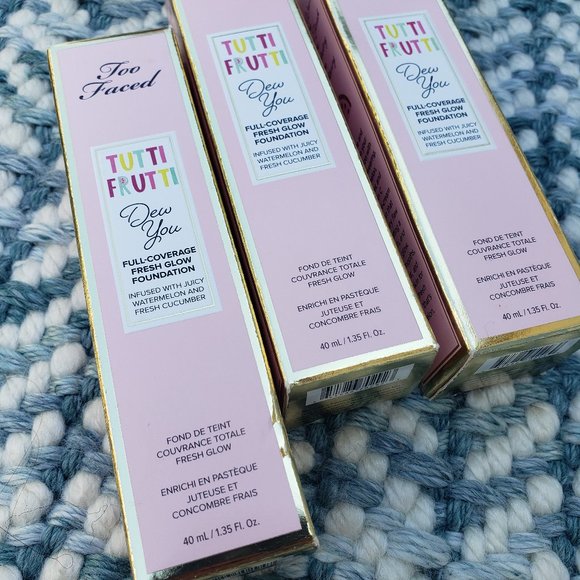 Too
Faced
TUTTI
FRUTTI
Dew
You
FULL-COVERAGE
FRESH GLOW
FOUNDATION
INFUSED WITH JUICY
WATERMELON AND
FRESH CUCUMBER
FOND DE TEINT
COUVRANCE TOTALE
FRESH GLOW
ENRICHI EN PASTÈQUE
JUTEUSE ET
CONCOMBRE FRAIS
40 mL / 1.35 Fl. Oz.
TUTTI
FRUTTI
Dew
You
FULL-COVERAGE
FRESH GLOW
FOUNDATION
INFUSED WITH JUICY
WATERMELON AND
FRESH CUCUMBER
FOND DE TEINT
COUVRANCE TOTALE
FRESH GLOW
ENRICHI EN PASTÈQUE
JUTEUSE ET
CONCOMBRE FRAIS
40 mL / 1.35 Fl. Oz.
TUTTI
FRUTTI
Dew
You
FULL-COVERAGE
FRESH GLOW
FOUNDATION
INFUSED WITH JUICY
WATERMELON AND
FRESH CUCUMBER
FOND DE TEINT
COUVRANCE TOTALE
FRESH GLOW
ENRICHI EN PASTÈQUE
JUTEUSE ET
CONCOMBRE FRAIS
40 mL / 1.35 Fl. Oz.